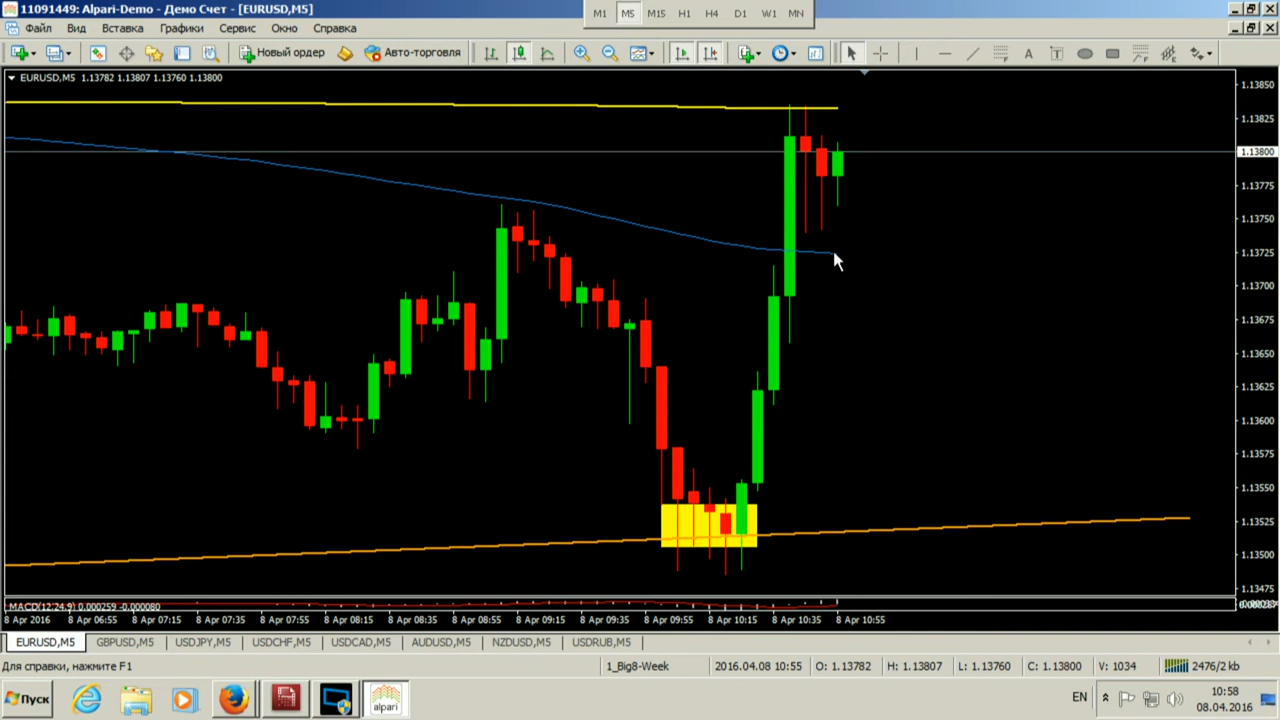 11091449: Alpari-Demo - Демо Счет - [EURUSD,M5]
M1 M5 M15 H1 H4 D1 W1 MN
Файл Вид Вставка Графики Сервис Окно Справка
Новый ордер Авто-торговля
EURUSD,M5 1.13782 1.13807 1.13760 1.13800
1.13850
1.13825
1.13800
1.13775
1.13750
1.13725
1.13700
1.13675
1.13650
1.13625
1.13600
1.13575
1.13550
1.13525
1.13500
1.13475
MACD(12,24,9) 0.000259 -0.000080
8 Apr 2016 8 Apr 06:55 8 Apr 07:15 8 Apr 07:35 8 Apr 07:55 8 Apr 08:15 8 Apr 08:35 8 Apr 08:55 8 Apr 09:15 8 Apr 09:35 8 Apr 09:55 8 Apr 10:15 8 Apr 10:35 8 Apr 10:55
EURUSD,M5 GBPUSD,M5 USDJPY,M5 USDCHF,M5 USDCAD,M5 AUDUSD,M5 NZDUSD,M5 USDRUB,M5
Для справки, нажмите F1 1_Big8-Week 2016.04.08 10:55 O: 1.13782 H: 1.13807 L: 1.13760 C: 1.13800 V: 1034 2476/2 kb
Пуск alpari EN 10:58
08.04.2016